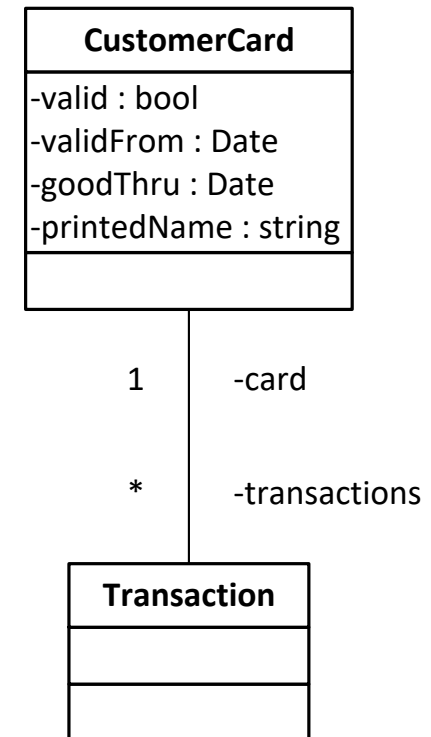 CustomerCard
-valid : bool
-validFrom : Date
-goodThru : Date
-printedName : string
1 -card
* -transactions
Transaction